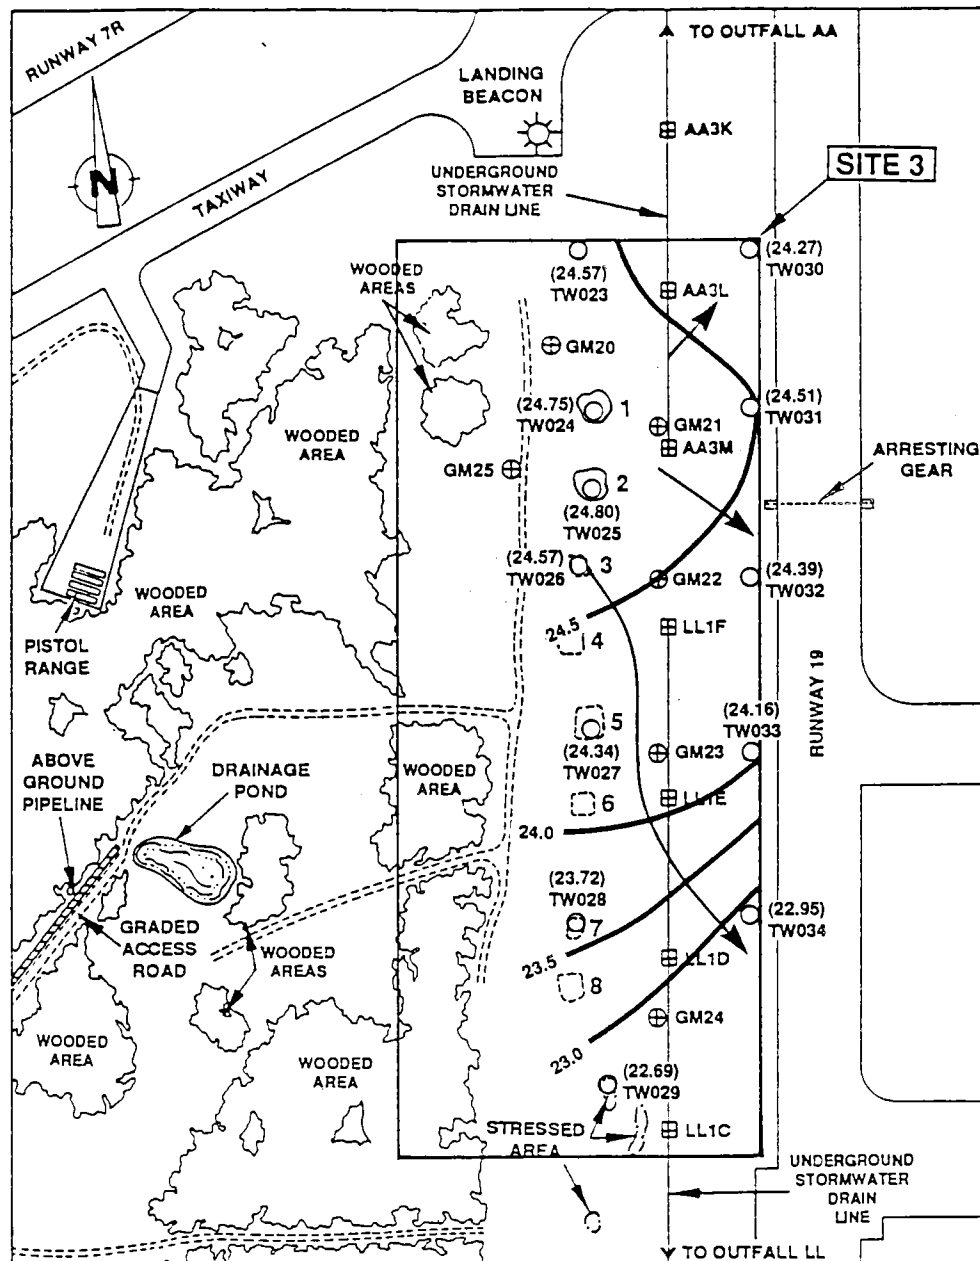 TO OUTFALL AA
RUNWAY 7R
LANDING
BEACON
AA3K
SITE 3
N
TAXIWAY
UNDERGROUND
STORMWATER
DRAIN LINE
WOODED
AREAS
(24.57)
TW023
(24.27)
TW030
AA3L
GM20
(24.75)
TW024
1
(24.51)
TW031
GM21
AA3M
WOODED
AREA
GM25
ARRESTING
GEAR
2
(24.80)
TW025
(24.57)
TW026
3
GM22
(24.39)
TW032
WOODED
AREA
24.5
4
LL1F
PISTOL
RANGE
RUNWAY 19
5
(24.16)
TW033
(24.34)
TW027
GM23
ABOVE
GROUND
PIPELINE
DRAINAGE
POND
WOODED
AREA
6
LL1E
24.0
(23.72)
TW028
7
(22.95)
TW034
GRADED
ACCESS
ROAD
WOODED
AREAS
23.5
LL1D
8
GM24
WOODED
AREA
WOODED
AREA
23.0
(22.69)
TW029
STRESSED
AREA
LL1C
UNDERGROUND
STORMWATER
DRAIN
LINE
TO OUTFALL LL